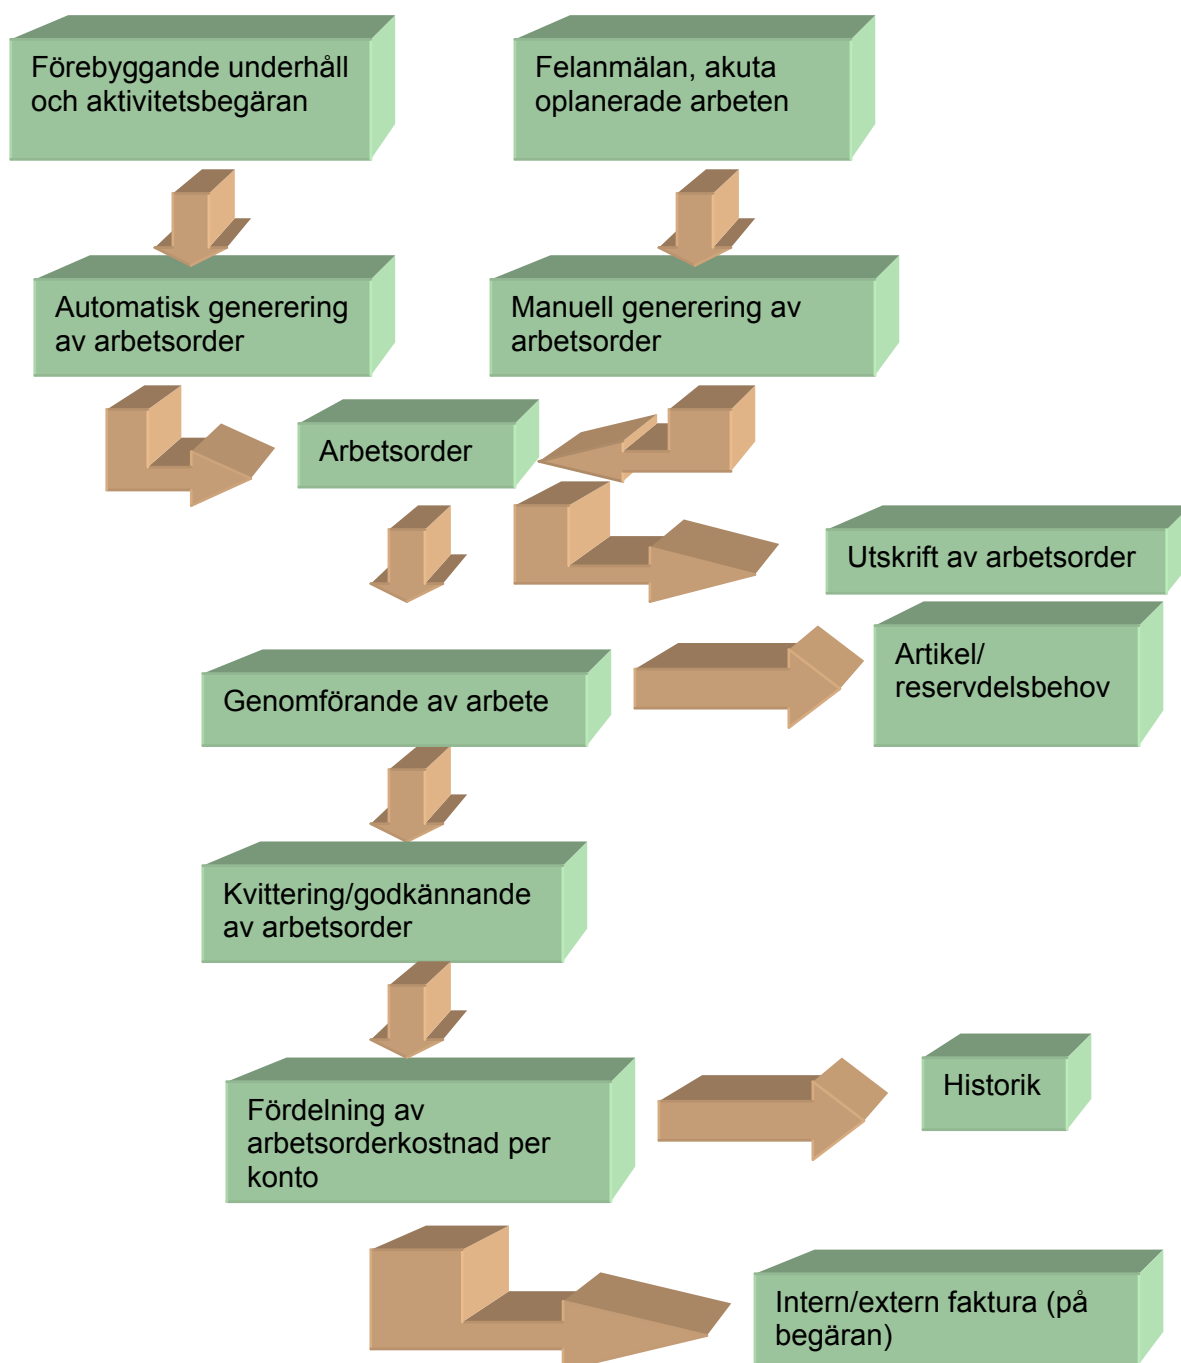 Förebyggande underhåll
och aktivitetsbegäran
Felanmälan, akuta
oplanerade arbeten
Automatisk generering
av arbetsorder
Manuell generering av
arbetsorder
Arbetsorder
Utskrift av arbetsorder
Artikel/
reservdelsbehov
Genomförande av arbete
Kvittering/godkännande
av arbetsorder
Fördelning av
arbetsorderkostnad per
konto
Historik
Intern/extern faktura (på
begäran)